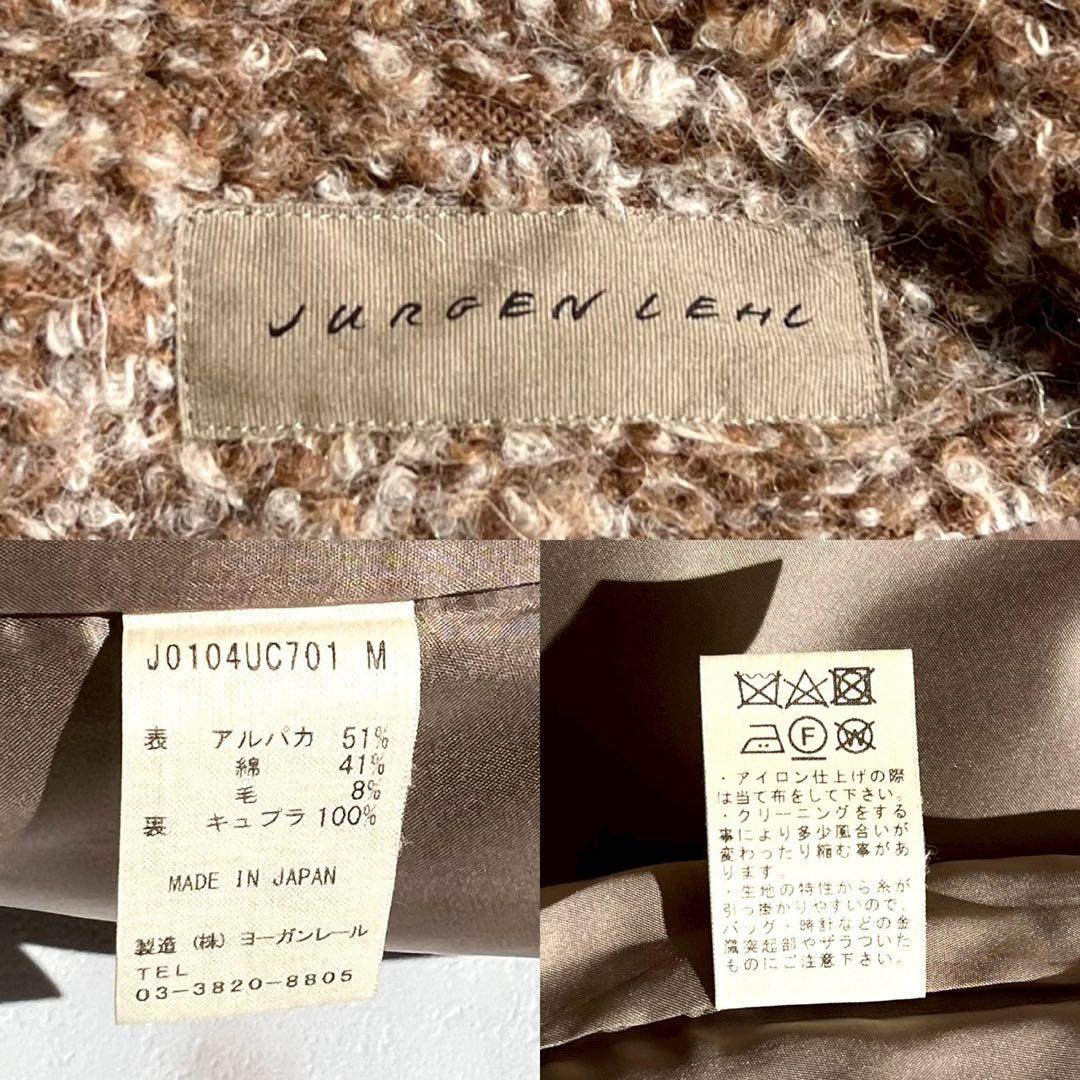 JURGEN LEHL
J0104UC701 M
表 アルパカ 51%
綿 41%
毛 8%
裏 キュプラ 100%
MADE IN JAPAN
製造 (株) ヨーガンレール
TEL
03-3820-8805
F W
・アイロン仕上げの際
は当て布をして下さい。
・クリーニングをする
事により多少風合いが
変わったり縮む事があ
ります。
・生地の特性から糸が
引っ掛かりやすいので、
バッグ・時計などの金
属突起部やザラついた
ものにご注意下さい。